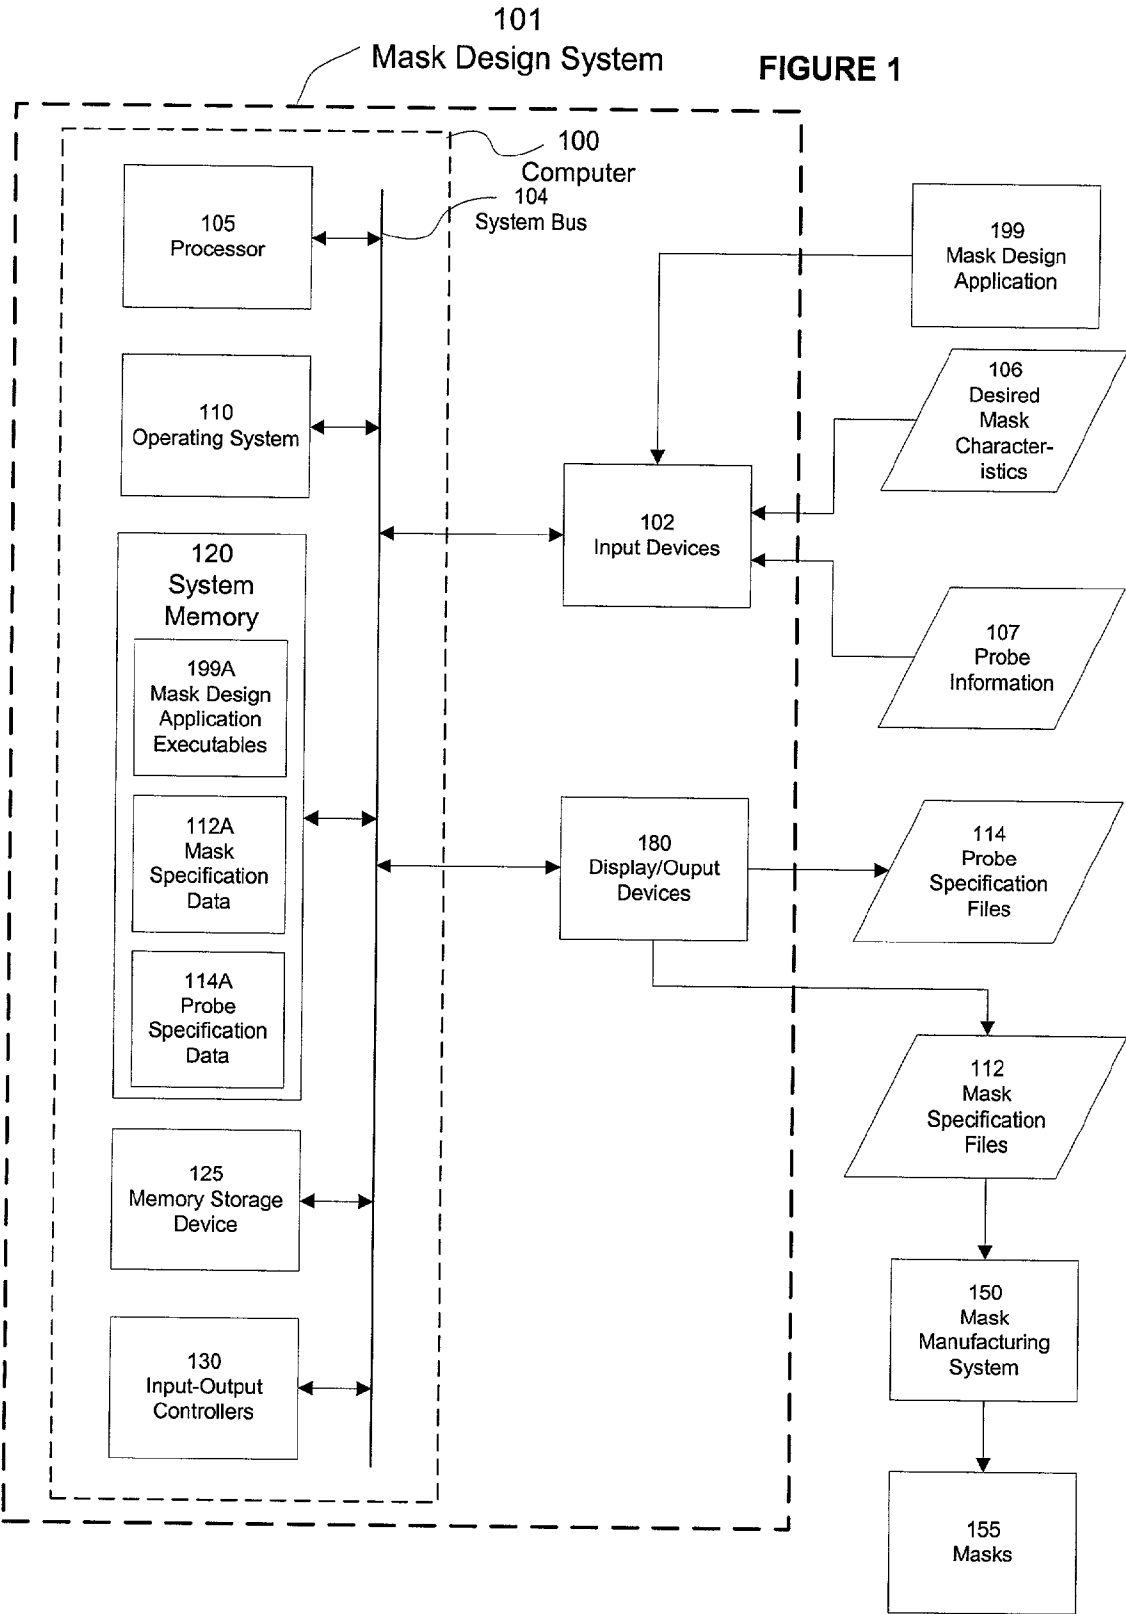 101
Mask Design System
FIGURE 1
100
Computer
104
System Bus
105
Processor
199
Mask Design
Application
110
Operating System
106
Desired
Mask
Character-
istics
102
Input Devices
120
System
Memory
199A
Mask Design
Application
Executables
107
Probe
Information
112A
Mask
Specification
Data
180
Display/Ouput
Devices
114
Probe
Specification
Files
114A
Probe
Specification
Data
112
Mask
Specification
Files
125
Memory Storage
Device
150
Mask
Manufacturing
System
130
Input-Output
Controllers
155
Masks